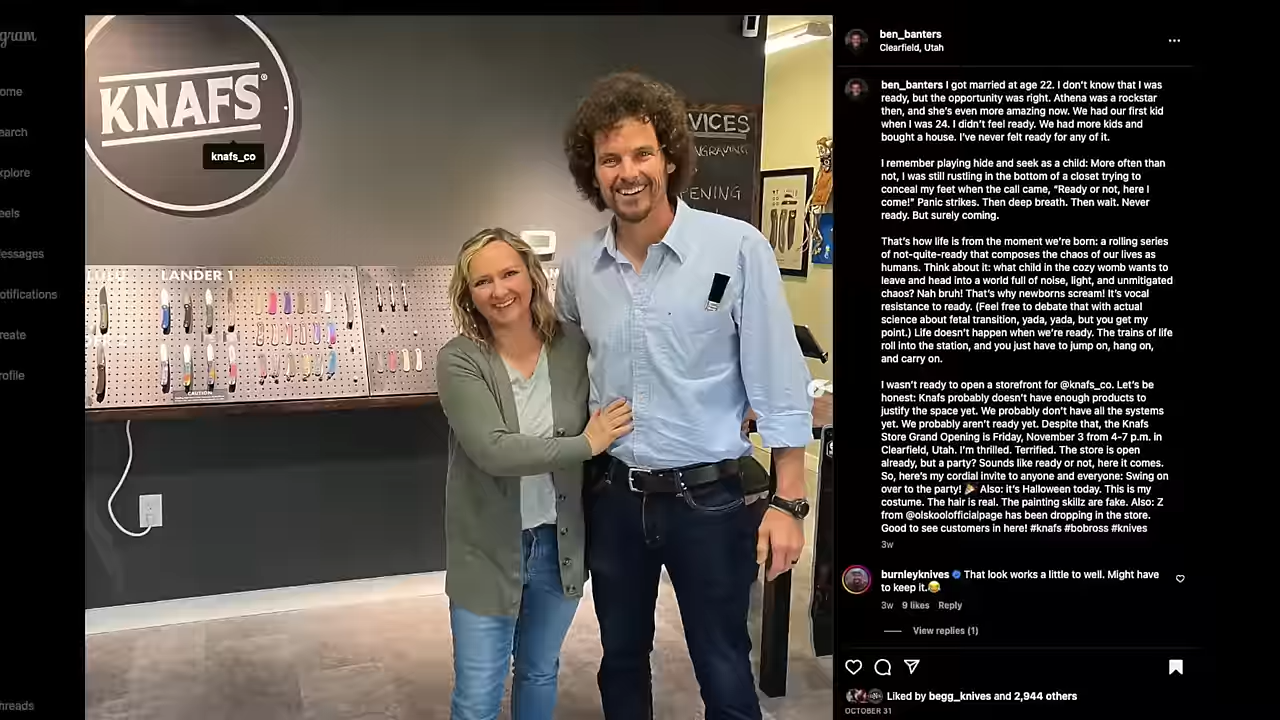 gram
ome
earch
xplore
eels
essages
otifications
reate
rofile
hreads
KNAFS®
knafs_co
LULU
LANDER 1
CAUTION
VICES
NGRAVING
PENING
ben_banters
Clearfield, Utah
ben_banters I got married at age 22. I don't know that I was
ready, but the opportunity was right. Athena was a rockstar
then, and she's even more amazing now. We had our first kid
when I was 24. I didn't feel ready. We had more kids and
bought a house. I've never felt ready for any of it.
I remember playing hide and seek as a child: More often than
not, I was still rustling in the bottom of a closet trying to
conceal my feet when the call came, "Ready or not, here I
come!" Panic strikes. Then deep breath. Then wait. Never
ready. But surely coming.
That's how life is from the moment we're born: a rolling series
of not-quite-ready that composes the chaos of our lives as
humans. Think about it: what child in the cozy womb wants to
leave and head into a world full of noise, light, and unmitigated
chaos? Nah bruh! That's why newborns scream! It's vocal
resistance to ready. (Feel free to debate that with actual
science about fetal transition, yada, yada, but you get my
point.) Life doesn't happen when we're ready. The trains of life
roll into the station, and you just have to jump on, hang on,
and carry on.
I wasn't ready to open a storefront for @knafs_co. Let's be
honest: Knafs probably doesn't have enough products to
justify the space yet. We probably don't have all the systems
yet. We probably aren't ready yet. Despite that, the Knafs
Store Grand Opening is Friday, November 3 from 4-7 p.m. in
Clearfield, Utah. I'm thrilled. Terrified. The store is open
already, but a party? Sounds like ready or not, here it comes.
So, here's my cordial invite to anyone and everyone: Swing on
over to the party! 🎉 Also: it's Halloween today. This is my
costume. The hair is real. The painting skillz are fake. Also: Z
from @olskoolofficialpage has been dropping in the store.
Good to see customers in here! #knafs #bobross #knives
3w
burnleyknives That look works a little to well. Might have
to keep it.😂
3w 9 likes Reply
View replies (1)
Liked by begg_knives and 2,944 others
OCTOBER 31